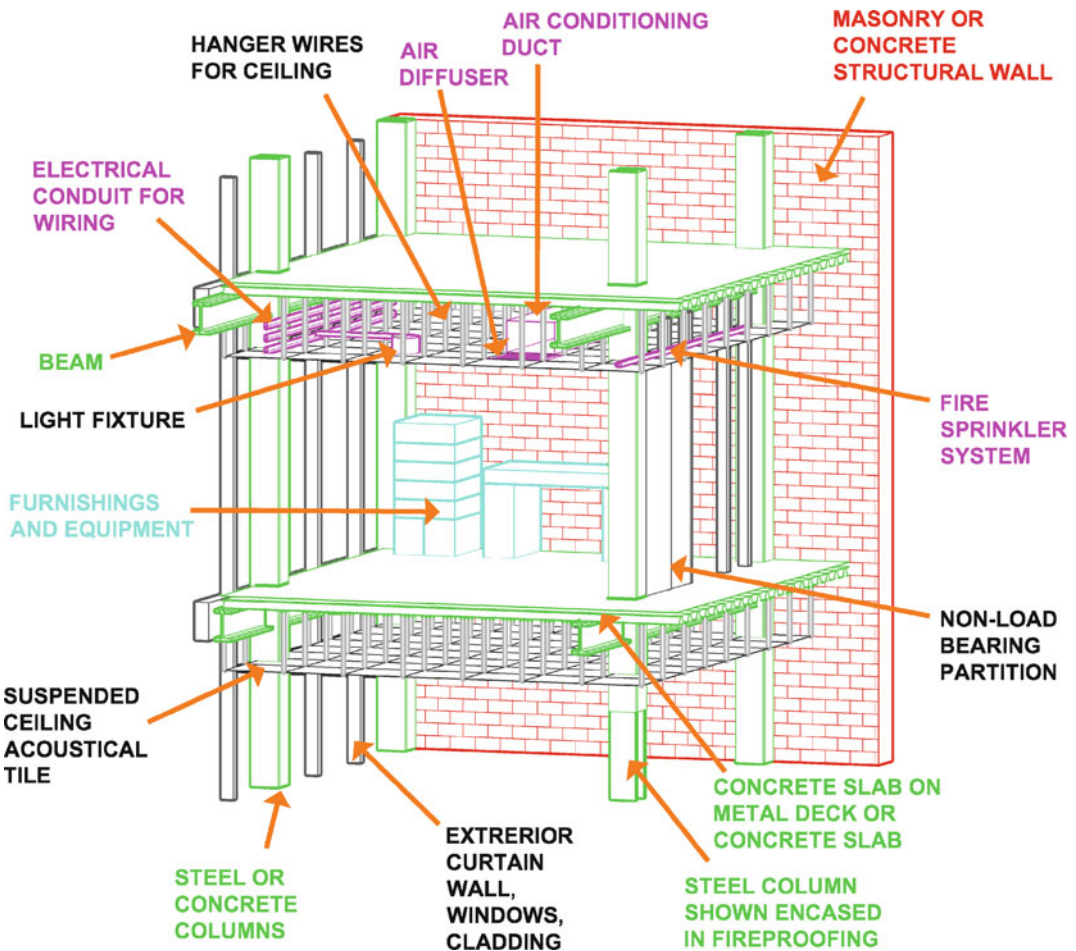 HANGER WIRES
FOR CEILING
AIR
DIFFUSER
AIR CONDITIONING
DUCT
MASONRY OR
CONCRETE
STRUCTURAL WALL
ELECTRICAL
CONDUIT FOR
WIRING
BEAM
LIGHT FIXTURE
FIRE
SPRINKLER
SYSTEM
FURNISHINGS
AND EQUIPMENT
NON-LOAD
BEARING
PARTITION
SUSPENDED
CEILING
ACOUSTICAL
TILE
CONCRETE SLAB ON
METAL DECK OR
CONCRETE SLAB
STEEL OR
CONCRETE
COLUMNS
EXTRERIOR
CURTAIN
WALL,
WINDOWS,
CLADDING
STEEL COLUMN
SHOWN ENCASED
IN FIREPROOFING